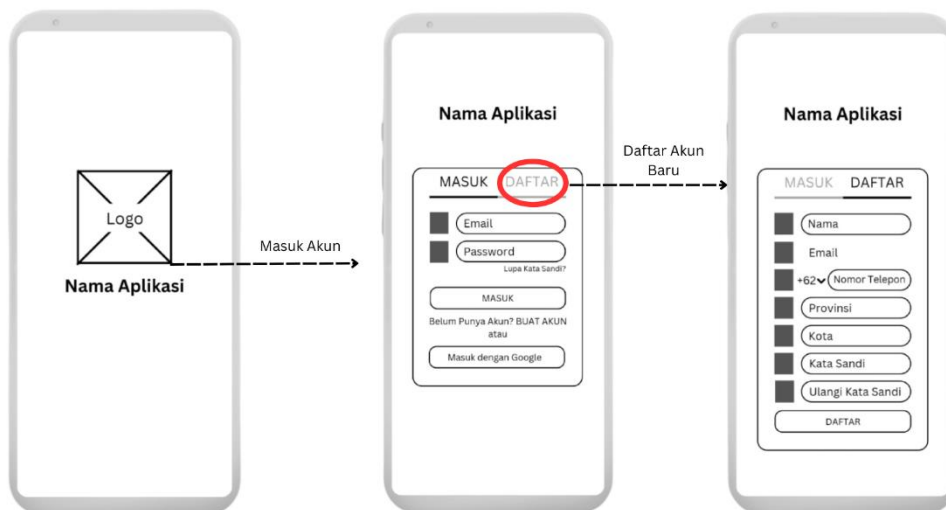 Logo
Nama Aplikasi
Masuk Akun
Nama Aplikasi
MASUK DAFTAR
Email
Password
Lupa Kata Sandi?
MASUK
Belum Punya Akun? BUAT AKUN
atau
Masuk dengan Google
Daftar Akun
Baru
Nama Aplikasi
MASUK DAFTAR
Nama
Email
+62 Nomor Telepon
Provinsi
Kota
Kata Sandi
Ulangi Kata Sandi
DAFTAR